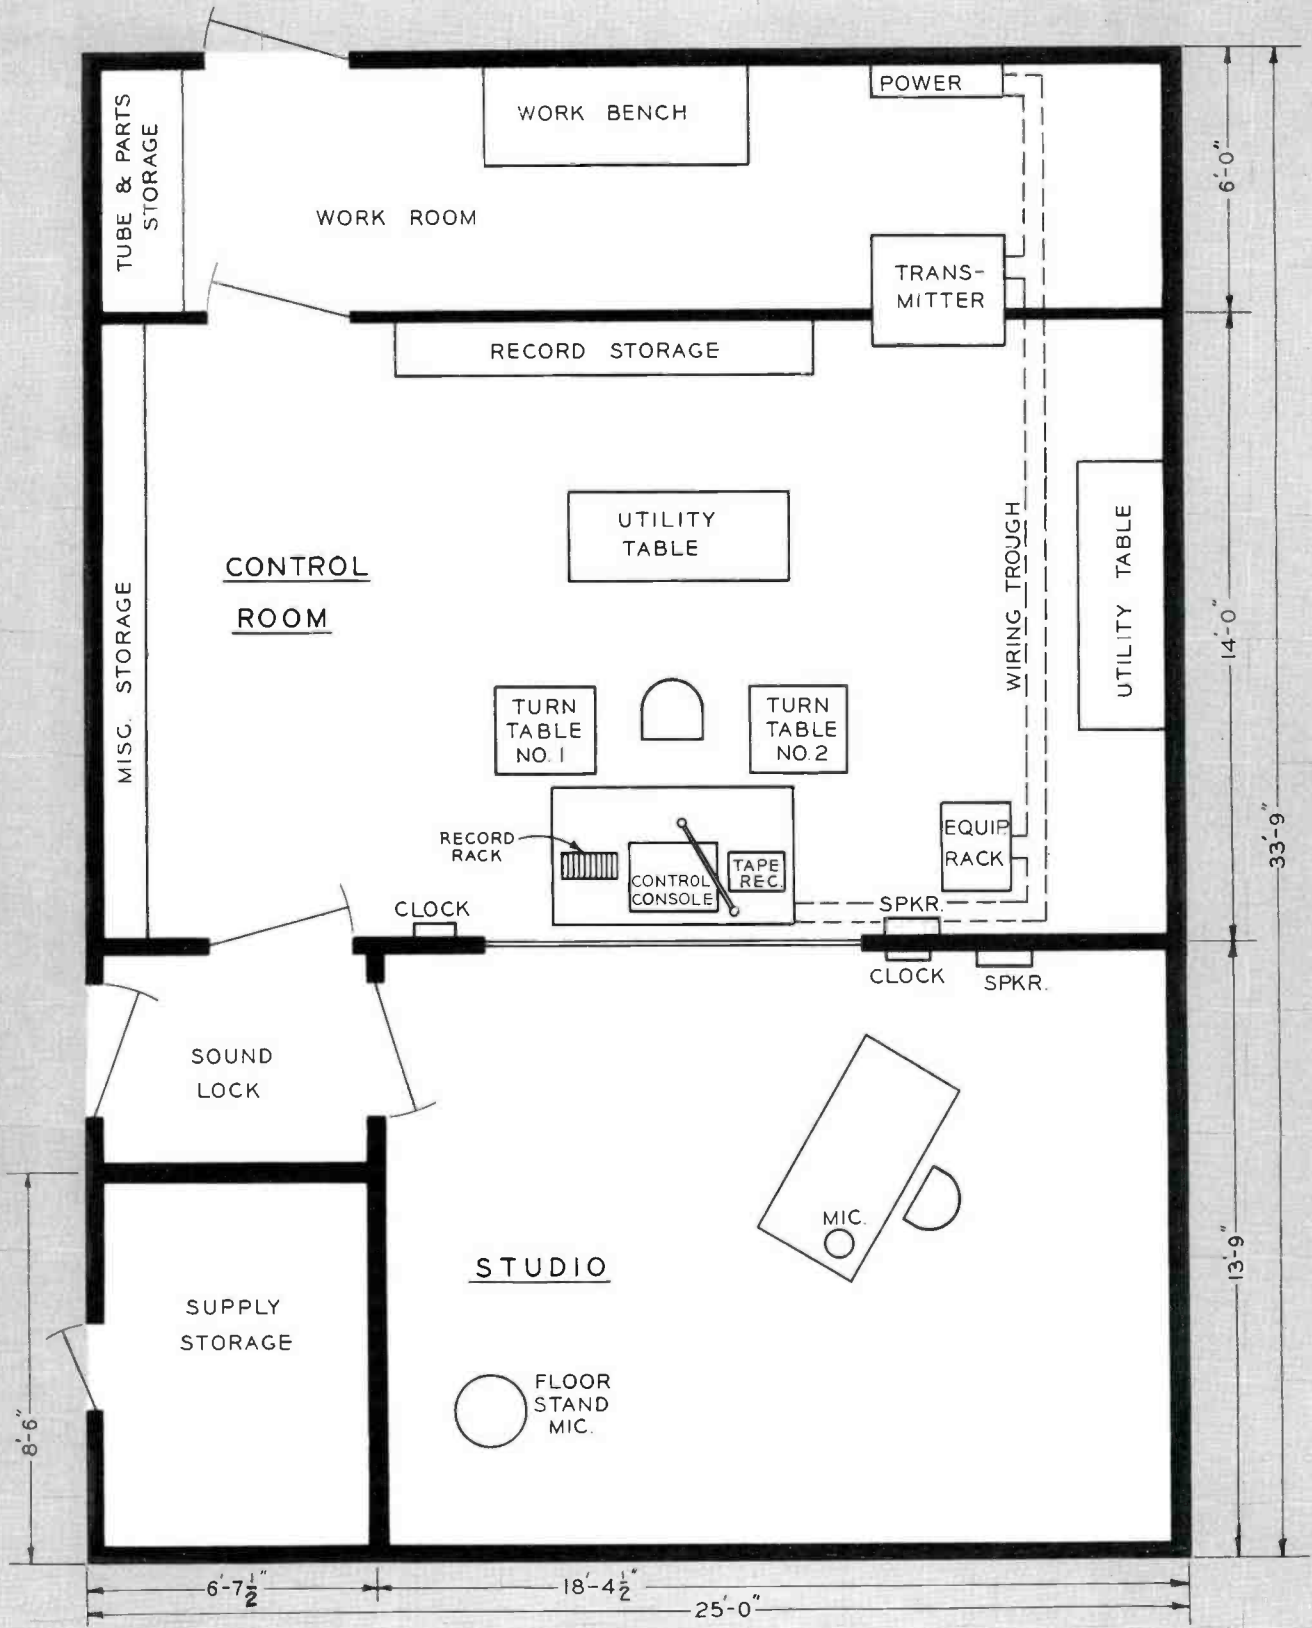 POWER
WORK BENCH
TUBE & PARTS
STORAGE
6'-0"
WORK ROOM
TRANS-
MITTER
RECORD STORAGE
UTILITY
TABLE
CONTROL
ROOM
WIRING TROUGH
UTILITY TABLE
14'-0"
MISC. STORAGE
TURN
TABLE
NO. 1
TURN
TABLE
NO. 2
33'-9"
RECORD
RACK
EQUIP.
RACK
TAPE
REC.
CONTROL
CONSOLE
CLOCK
SPKR.
CLOCK
SPKR.
SOUND
LOCK
MIC.
13'-9"
STUDIO
SUPPLY
STORAGE
FLOOR
STAND
MIC.
8'-6"
6'-7½"
18'-4½"
25'-0"